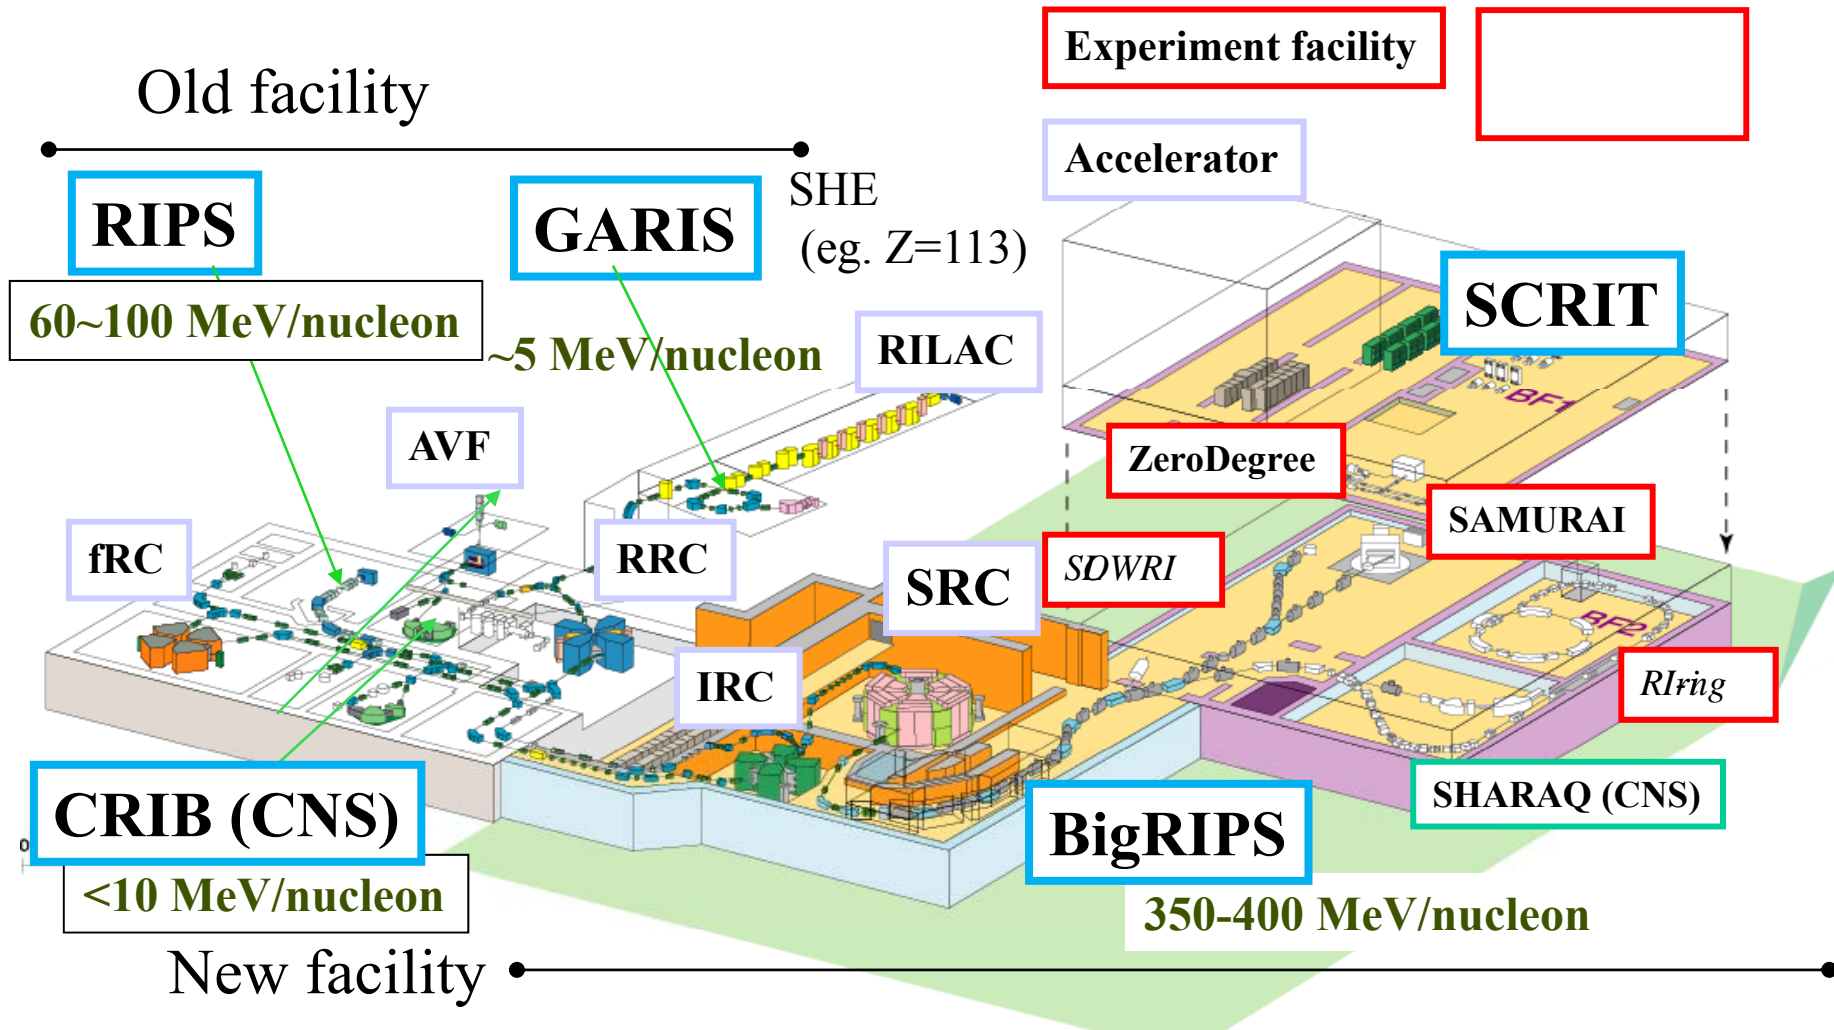 Experiment facility
Old facility
Accelerator
RIPS
GARIS
SHE
(eg. Z=113)
60~100 MeV/nucleon
~5 MeV/nucleon
RILAC
SCRIT
BF1
AVF
ZeroDegree
SAMURAI
fRC
RRC
SRC
BF2
IRC
RIring
CRIB (CNS)
SHARAQ (CNS)
BigRIPS
<10 MeV/nucleon
350-400 MeV/nucleon
New facility